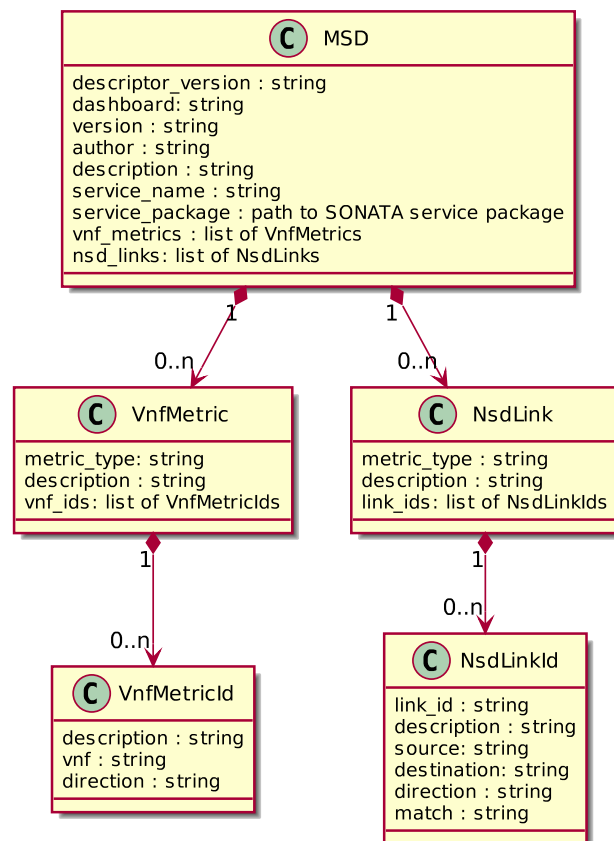 C MSD
descriptor_version : string
dashboard: string
version : string
author : string
description : string
service_name : string
service_package : path to SONATA service package
vnf_metrics : list of VnfMetrics
nsd_links: list of NsdLinks
1
1
0..n
0..n
C VnfMetric
metric_type: string
description : string
vnf_ids: list of VnfMetricIds
C NsdLink
metric_type : string
description : string
link_ids: list of NsdLinkIds
1
1
0..n
0..n
C VnfMetricId
description : string
vnf : string
direction : string
C NsdLinkId
link_id : string
description : string
source: string
destination: string
direction : string
match : string